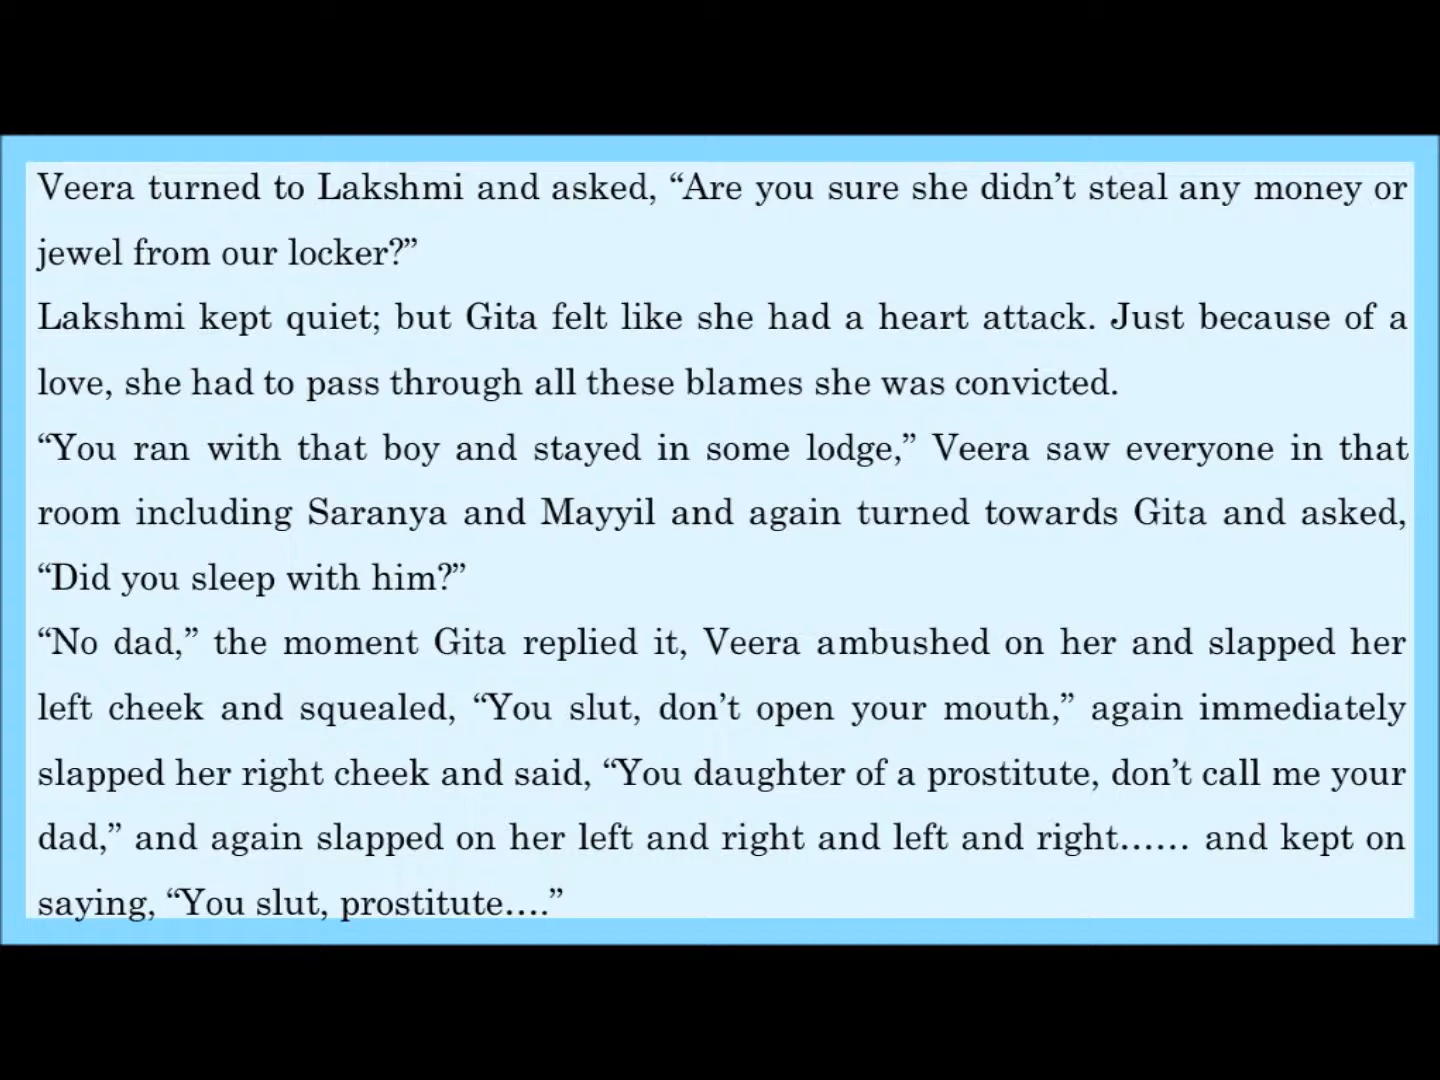 Veera turned to Lakshmi and asked, “Are you sure she didn’t steal any money or
jewel from our locker?”
Lakshmi kept quiet; but Gita felt like she had a heart attack. Just because of a
love, she had to pass through all these blames she was convicted.
“You ran with that boy and stayed in some lodge,” Veera saw everyone in that
room including Saranya and Mayyil and again turned towards Gita and asked,
“Did you sleep with him?”
“No dad,” the moment Gita replied it, Veera ambushed on her and slapped her
left cheek and squealed, “You slut, don’t open your mouth,” again immediately
slapped her right cheek and said, “You daughter of a prostitute, don’t call me your
dad,” and again slapped on her left and right and left and right…… and kept on
saying, “You slut, prostitute….”